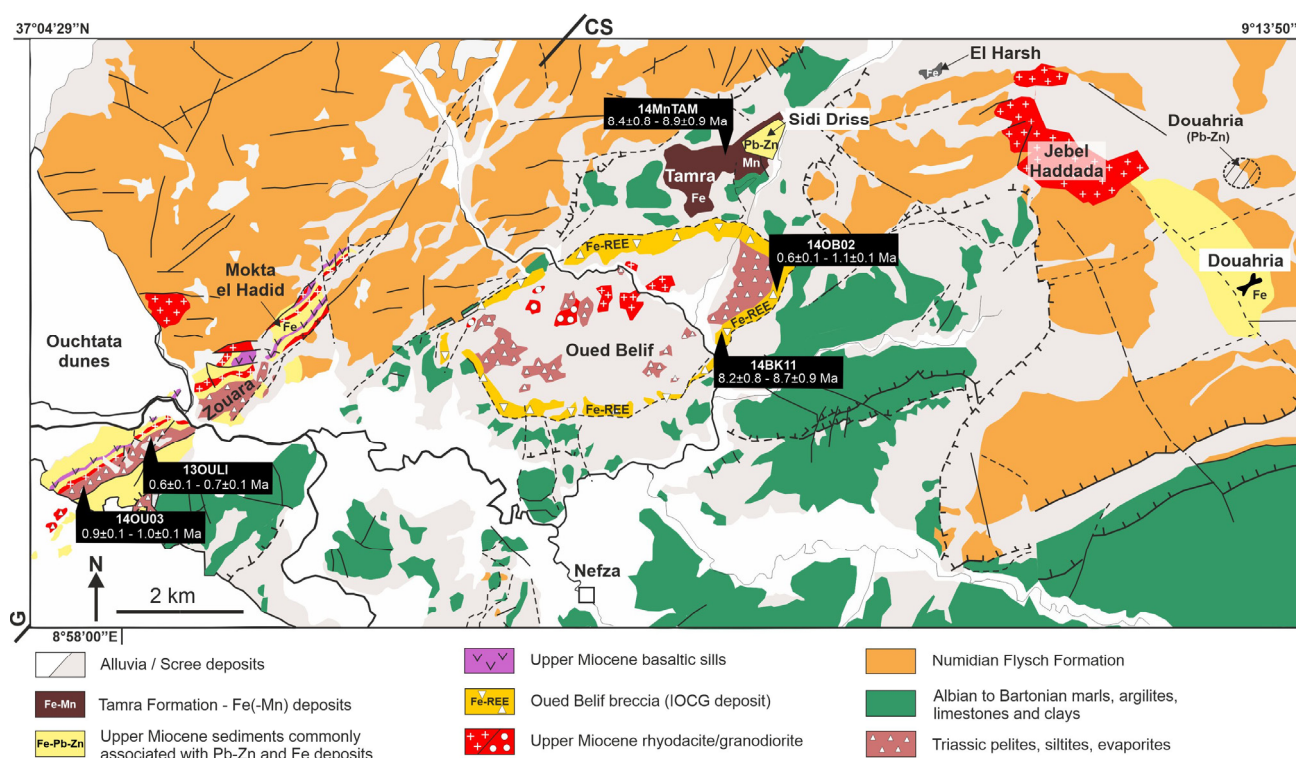 37°04'29"N
CS
9°13'50"
El Harsh
Fe
14MnTAM
8.4±0.8 - 8.9±0.9 Ma
Sidi Driss
Pb-Zn
Mn
Tamra
Fe
Douahria
(Pb-Zn)
Jebel
Haddada
Fe-REE
14OB02
0.6±0.1 - 1.1±0.1 Ma
Mokta
el Hadid
Fe
Douahria
Fe
Fe-REE
Ouchtata
dunes
Oued Belif
14BK11
8.2±0.8 - 8.7±0.9 Ma
Zouara
Fe-REE
13OULI
0.6±0.1 - 0.7±0.1 Ma
14OU03
0.9±0.1 - 1.0±0.1 Ma
N
2 km
Nefza
G
8°58'00"E
Alluvia / Scree deposits
Upper Miocene basaltic sills
Numidian Flysch Formation
Fe-Mn
Tamra Formation - Fe(-Mn) deposits
Fe-REE
Oued Belif breccia (IOCG deposit)
Albian to Bartonian marls, argilites,
limestones and clays
Fe-Pb-Zn
Upper Miocene sediments commonly
associated with Pb-Zn and Fe deposits
Upper Miocene rhyodacite/granodiorite
Triassic pelites, siltites, evaporites